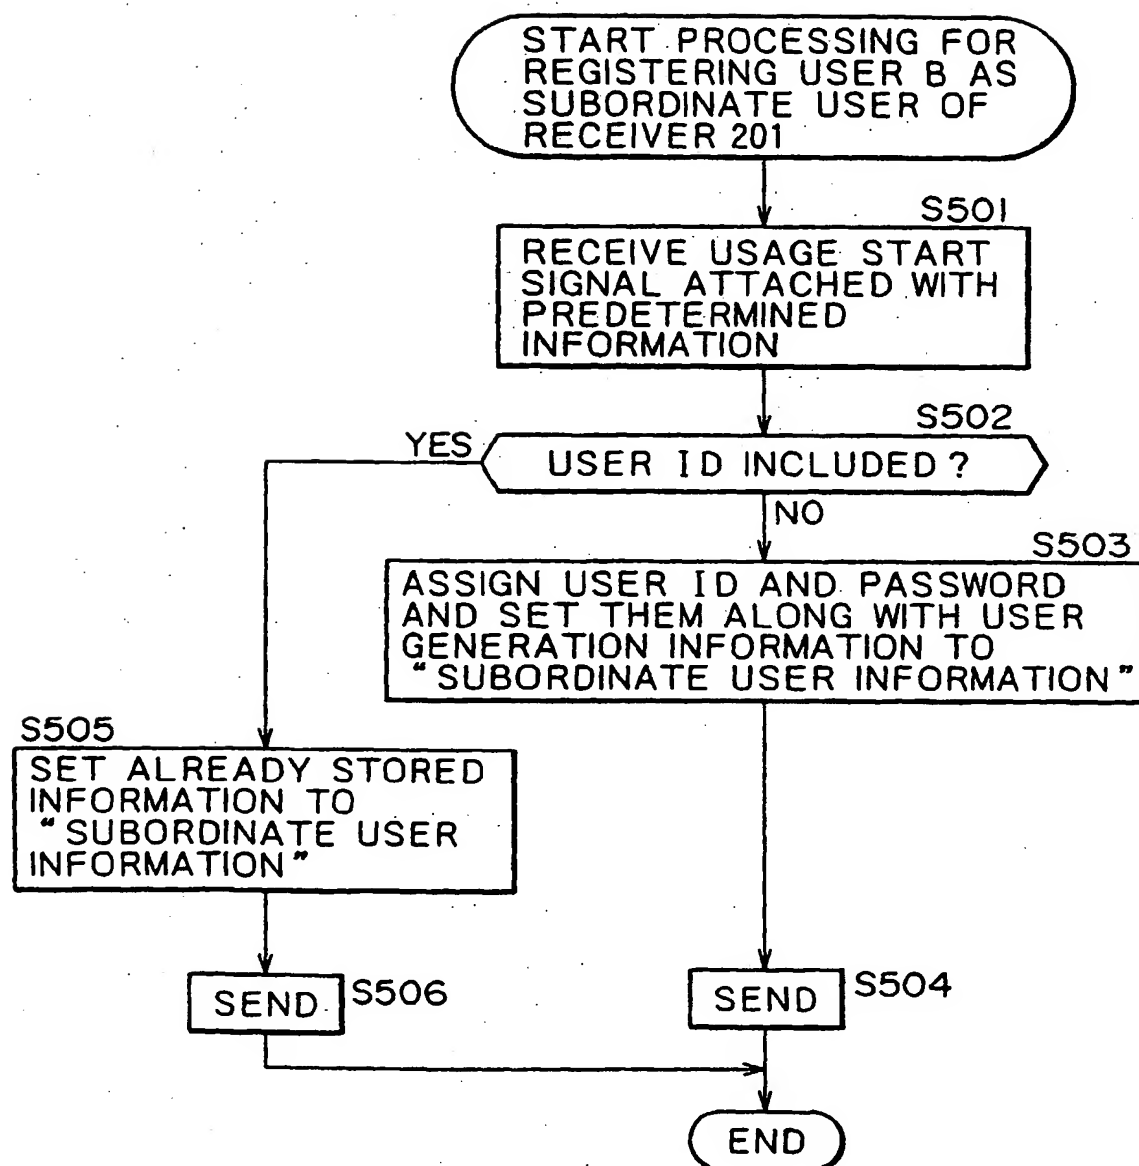 START PROCESSING FOR
REGISTERING USER B AS
SUBORDINATE USER OF
RECEIVER 201
S501
RECEIVE USAGE START
SIGNAL ATTACHED WITH
PREDETERMINED
INFORMATION
S502
YES
USER ID INCLUDED?
NO
S503
ASSIGN USER ID AND PASSWORD
AND SET THEM ALONG WITH USER
GENERATION INFORMATION TO
"SUBORDINATE USER INFORMATION"
S505
SET ALREADY STORED
INFORMATION TO
"SUBORDINATE USER
INFORMATION"
SEND
S506
SEND
S504
END